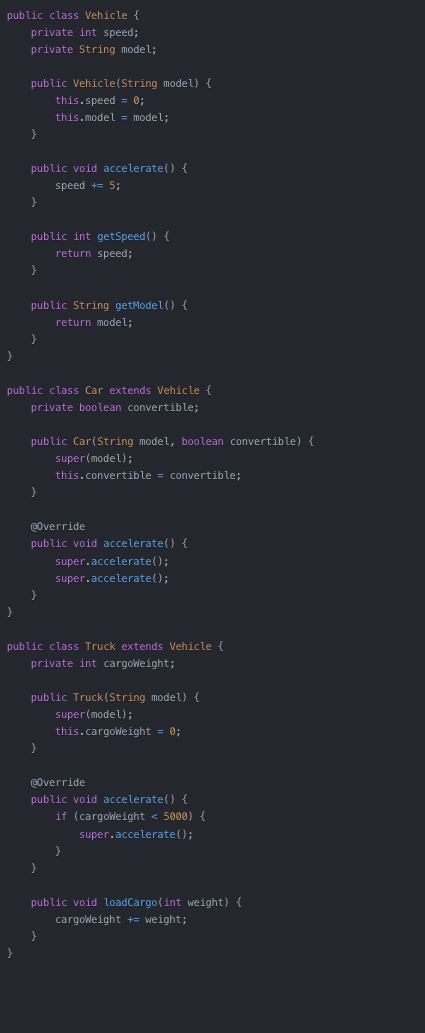 public class Vehicle {
    private int speed;
    private String model;

    public Vehicle(String model) {
        this.speed = 0;
        this.model = model;
    }

    public void accelerate() {
        speed += 5;
    }

    public int getSpeed() {
        return speed;
    }

    public String getModel() {
        return model;
    }
}

public class Car extends Vehicle {
    private boolean convertible;

    public Car(String model, boolean convertible) {
        super(model);
        this.convertible = convertible;
    }

    @Override
    public void accelerate() {
        super.accelerate();
        super.accelerate();
    }
}

public class Truck extends Vehicle {
    private int cargoWeight;

    public Truck(String model) {
        super(model);
        this.cargoWeight = 0;
    }

    @Override
    public void accelerate() {
        if (cargoWeight < 5000) {
            super.accelerate();
        }
    }

    public void loadCargo(int weight) {
        cargoWeight += weight;
    }
}